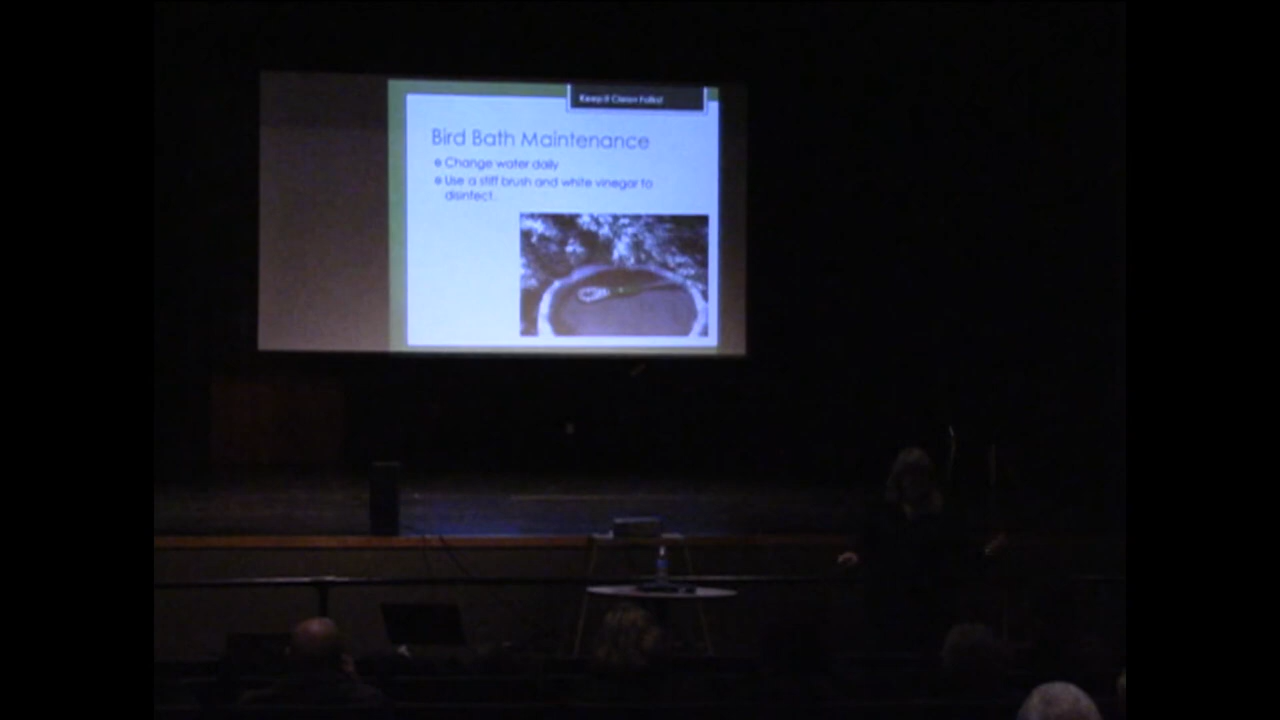 Keep It Clean Folks!
Bird Bath Maintenance
Change water daily
Use a stiff brush and white vinegar to
disinfect.